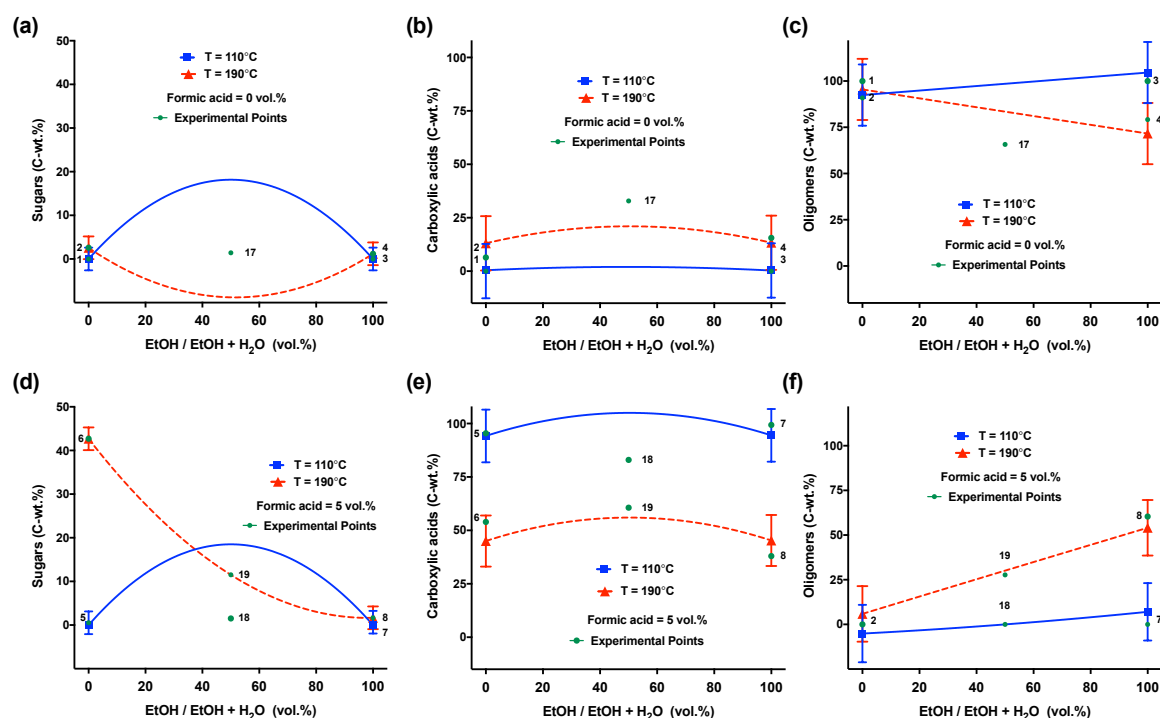 (a)
50
40
30
20
10
0
Sugars (C-wt.%)
T = 110°C
T = 190°C
Formic acid = 0 vol.%
Experimental Points
2
1
17
4
3
0 20 40 60 80 100
EtOH / EtOH + H2O (vol.%)
(b)
100
75
50
25
0
Carboxylic acids (C-wt.%)
T = 110°C
T = 190°C
Formic acid = 0 vol.%
Experimental Points
17
2
1
4
3
0 20 40 60 80 100
EtOH / EtOH + H2O (vol.%)
(c)
100
75
50
25
0
Oligomers (C-wt.%)
1
2
3
4
17
T = 110°C
T = 190°C
Formic acid = 0 vol.%
Experimental Points
0 20 40 60 80 100
EtOH / EtOH + H2O (vol.%)
(d)
50
40
30
20
10
0
Sugars (C-wt.%)
6
T = 110°C
T = 190°C
Formic acid = 5 vol.%
Experimental Points
19
18
5
8
7
0 20 40 60 80 100
EtOH / EtOH + H2O (vol.%)
(e)
100
75
50
25
0
Carboxylic acids (C-wt.%)
5
7
18
19
6
8
T = 110°C
T = 190°C
Formic acid = 5 vol.%
Experimental Points
0 20 40 60 80 100
EtOH / EtOH + H2O (vol.%)
(f)
100
75
50
25
0
Oligomers (C-wt.%)
T = 110°C
T = 190°C
Formic acid = 5 vol.%
Experimental Points
8
19
18
2
7
0 20 40 60 80 100
EtOH / EtOH + H2O (vol.%)